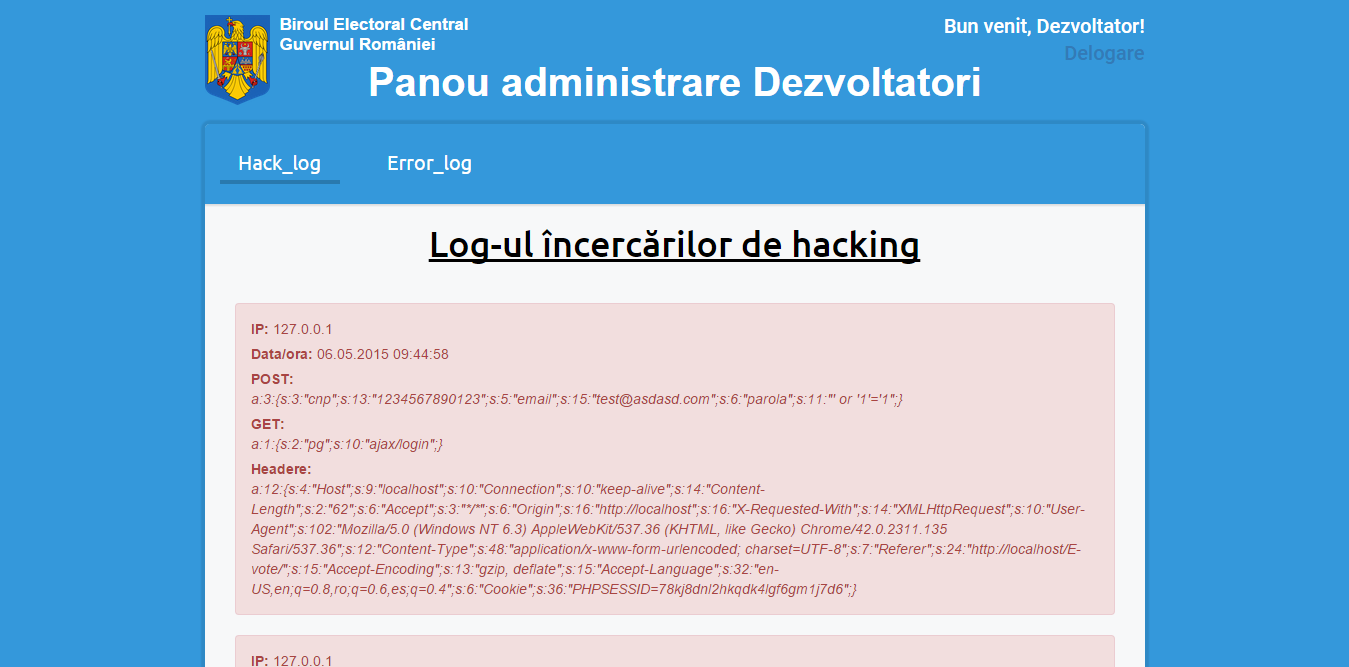 Biroul Electoral Central
Guvernul României
Bun venit, Dezvoltator!
Delogare
Panou administrare Dezvoltatori
Hack_log
Error_log
Log-ul încercărilor de hacking
IP: 127.0.0.1
Data/ora: 06.05.2015 09:44:58
POST:
a:3:{s:3:"cnp";s:13:"1234567890123";s:5:"email";s:15:"test@asdasd.com";s:6:"parola";s:11:"' or '1'='1";}
GET:
a:1:{s:2:"pg";s:10:"ajax/login";}
Headere:
a:12:{s:4:"Host";s:9:"localhost";s:10:"Connection";s:10:"keep-alive";s:14:"Content-
Length";s:2:"62";s:6:"Accept";s:3:"*/*";s:6:"Origin";s:16:"http://localhost";s:16:"X-Requested-With";s:14:"XMLHttpRequest";s:10:"User-
Agent";s:102:"Mozilla/5.0 (Windows NT 6.3) AppleWebKit/537.36 (KHTML, like Gecko) Chrome/42.0.2311.135
Safari/537.36";s:12:"Content-Type";s:48:"application/x-www-form-urlencoded; charset=UTF-8";s:7:"Referer";s:24:"http://localhost/E-
vote/";s:15:"Accept-Encoding";s:13:"gzip, deflate";s:15:"Accept-Language";s:32:"en-
US,en;q=0.8,ro;q=0.6,es;q=0.4";s:6:"Cookie";s:36:"PHPSESSID=78kj8dnl2hkqdk4lgf6gm1j7d6";}
IP: 127.0.0.1